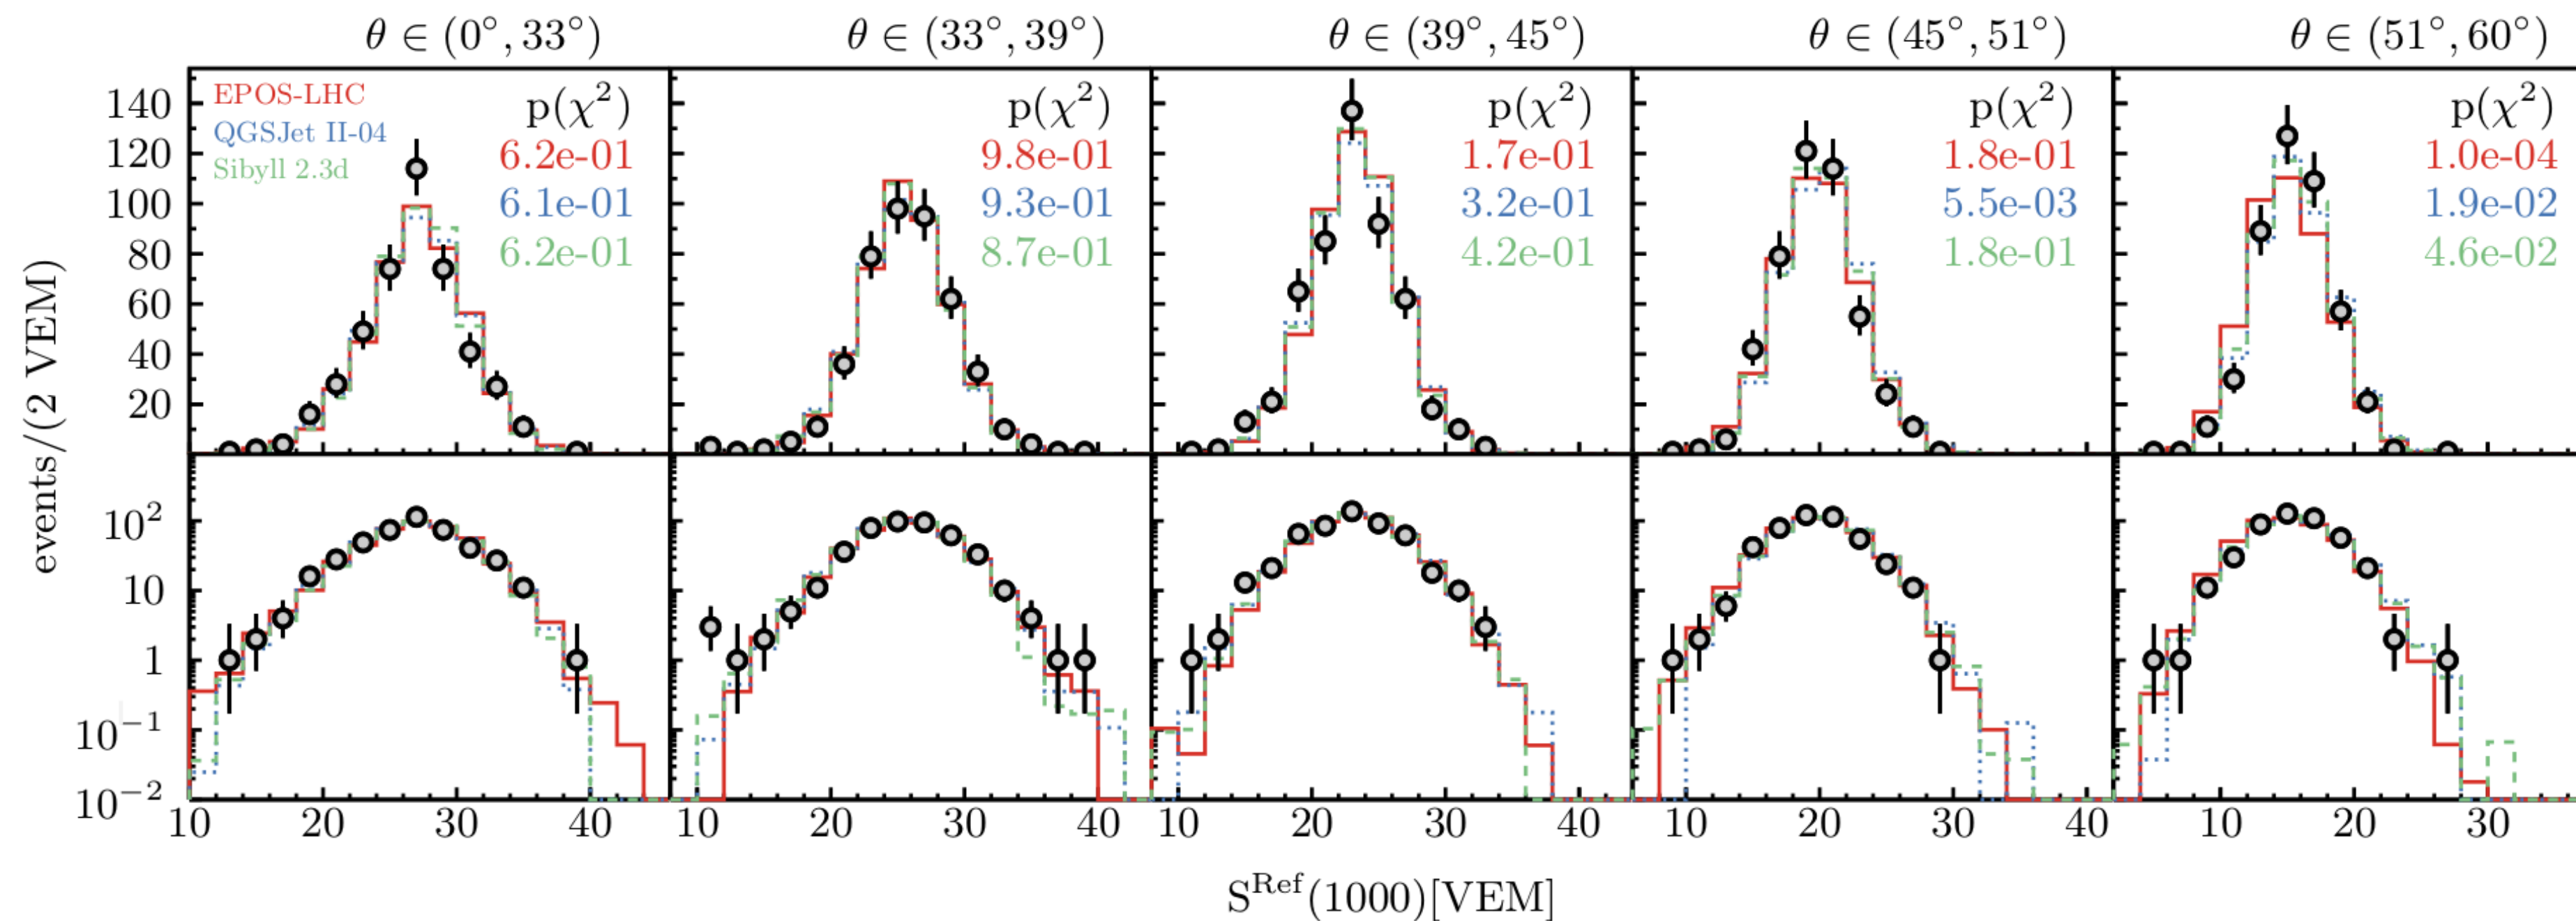 θ ∈ (0°, 33°) θ ∈ (33°, 39°) θ ∈ (39°, 45°) θ ∈ (45°, 51°) θ ∈ (51°, 60°)
EPOS-LHC
QGSJet II-04
Sibyll 2.3d
p(χ²)
6.2e-01
6.1e-01
6.2e-01
p(χ²)
9.8e-01
9.3e-01
8.7e-01
p(χ²)
1.7e-01
3.2e-01
4.2e-01
p(χ²)
1.8e-01
5.5e-03
1.8e-01
p(χ²)
1.0e-04
1.9e-02
4.6e-02
140
120
100
80
60
40
20
events/(2 VEM)
10²
10
1
10⁻¹
10⁻²
10 20 30 40 10 20 30 40 10 20 30 40 10 20 30 40 10 20 30
S^Ref(1000)[VEM]